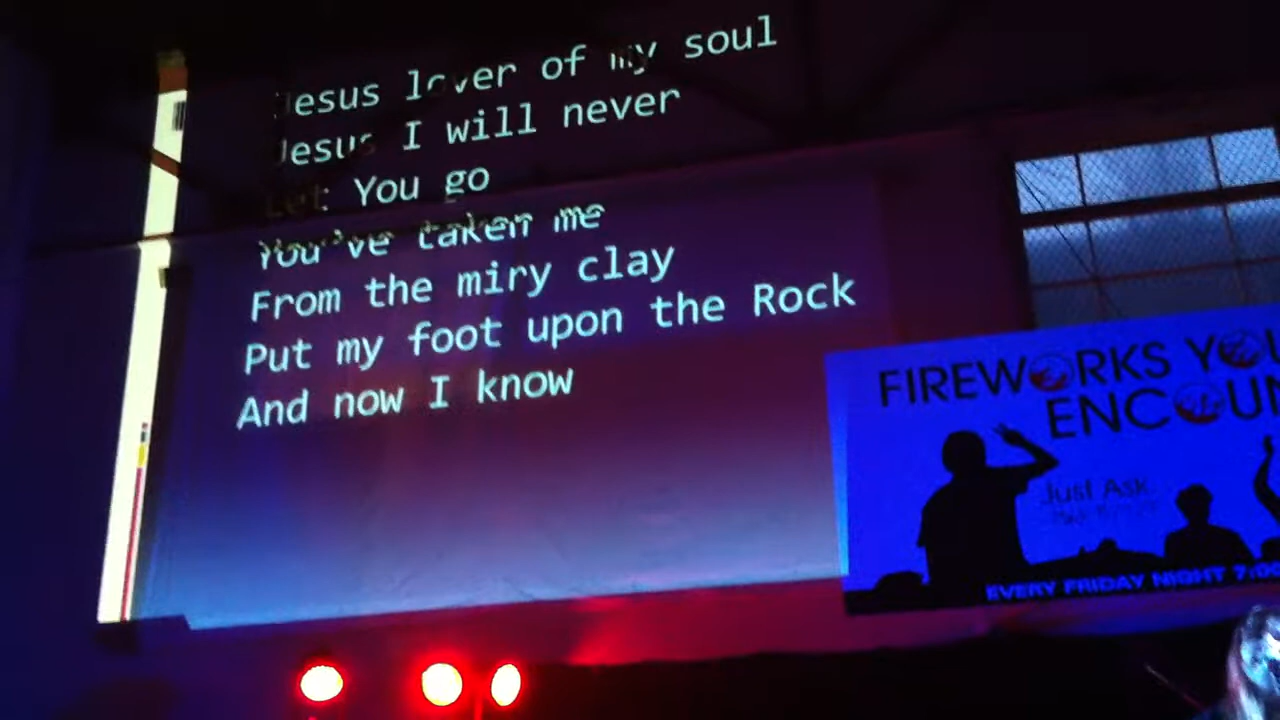 Jesus lover of my soul
Jesus I will never
Let You go
You've taken me
From the miry clay
Put my foot upon the Rock
And now I know
FIREWORKS YOU
ENCOUN
Just Ask
EVERY FRIDAY NIGHT 7:00